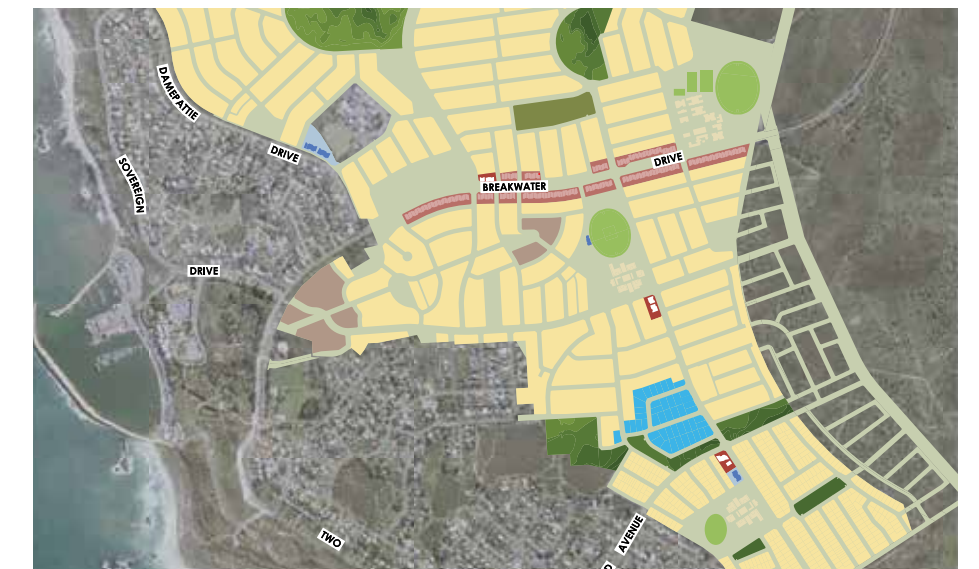 DAMEPATTIE
DRIVE
SOVEREIGN
DRIVE
BREAKWATER
DRIVE
TWO
AVENUE